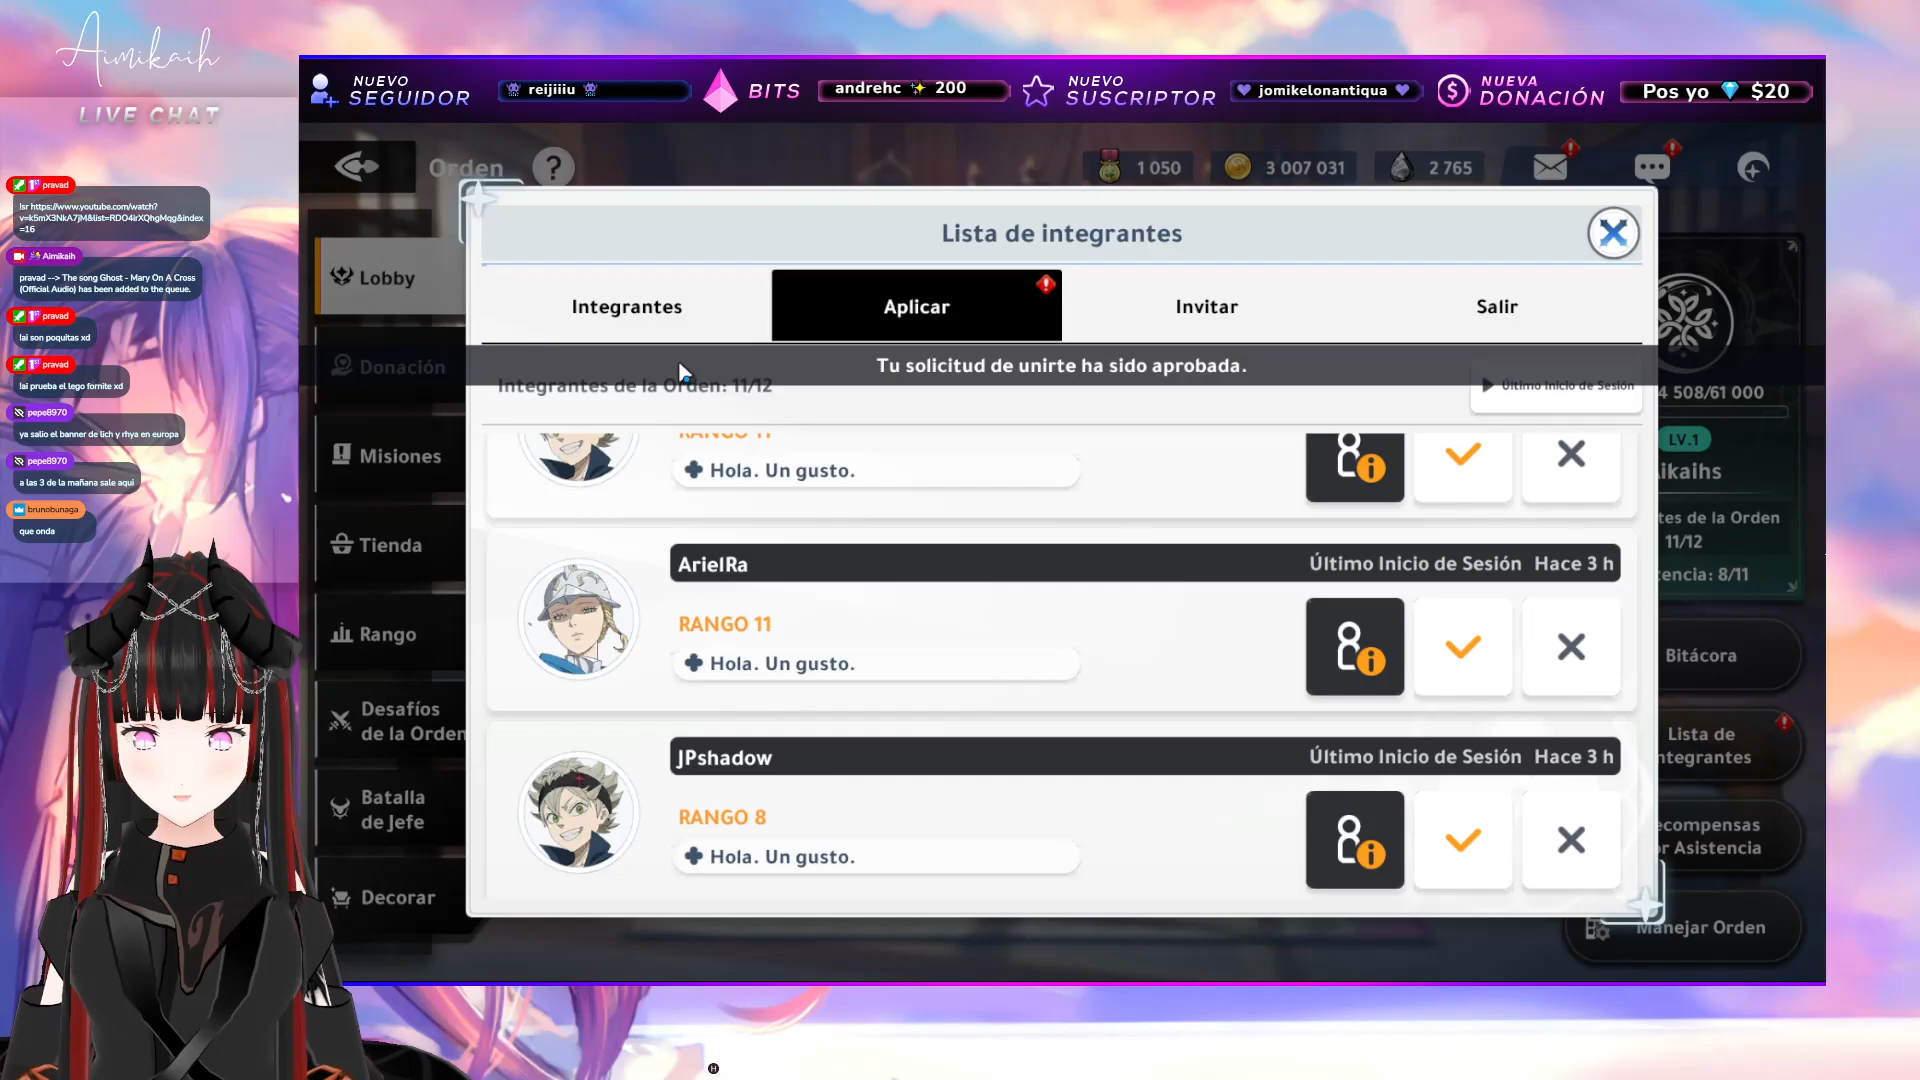 Aimikaih
LIVE CHAT
NUEVO SEGUIDOR
reijiiiu
BITS
andrehc ✨ 200
NUEVO SUSCRIPTOR
jomikelonantiqua
NUEVA DONACIÓN
Pos yo 💎 $20
pravad
!sr https://www.youtube.com/watch?
v=k5mX3NkA7jM&list=RDO4irXQhgMqg&index
=16
Aimikaih
pravad --> The song Ghost - Mary On A Cross
(Official Audio) has been added to the queue.
pravad
!ai son poquitas xd
pravad
!ai prueba el lego fornite xd
pepe8970
ya salio el banner de lich y rhya en europa
pepe8970
a las 3 de la mañana sale aqui
brunobunaga
que onda
Orden
?
1 050
3 007 031
2 765
Lobby
Donación
Misiones
Tienda
Rango
Desafíos
de la Orden
Batalla
de Jefe
Decorar
Lista de integrantes
Integrantes
Aplicar
Invitar
Salir
Tu solicitud de unirte ha sido aprobada.
Integrantes de la Orden: 11/12
Último Inicio de Sesión
RANGO 11
Hola. Un gusto.
ArielRa
Último Inicio de Sesión Hace 3 h
RANGO 11
Hola. Un gusto.
JPshadow
Último Inicio de Sesión Hace 3 h
RANGO 8
Hola. Un gusto.
4 508/61 000
LV.1
ikaihs
tes de la Orden
11/12
encia: 8/11
Bitácora
Lista de
ntegrantes
ecompensas
r Asistencia
Manejar Orden